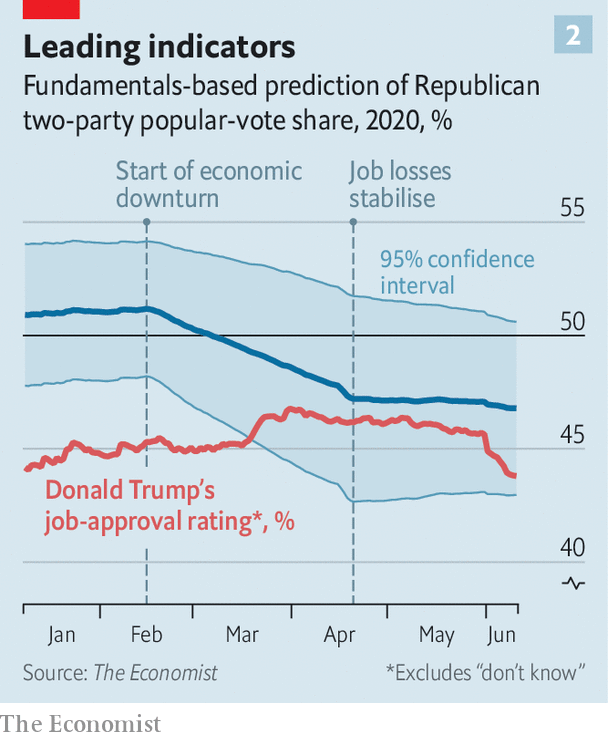 2
Leading indicators
Fundamentals-based prediction of Republican
two-party popular-vote share, 2020, %
Start of economic
downturn
Job losses
stabilise
55
95% confidence
interval
50
45
Donald Trump's
job-approval rating*, %
40
Jan Feb Mar Apr May Jun
Source: The Economist *Excludes “don't know”
The Economist